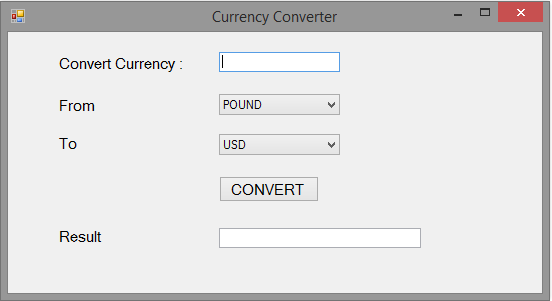 Currency Converter
Convert Currency :
From
POUND
To
USD
CONVERT
Result